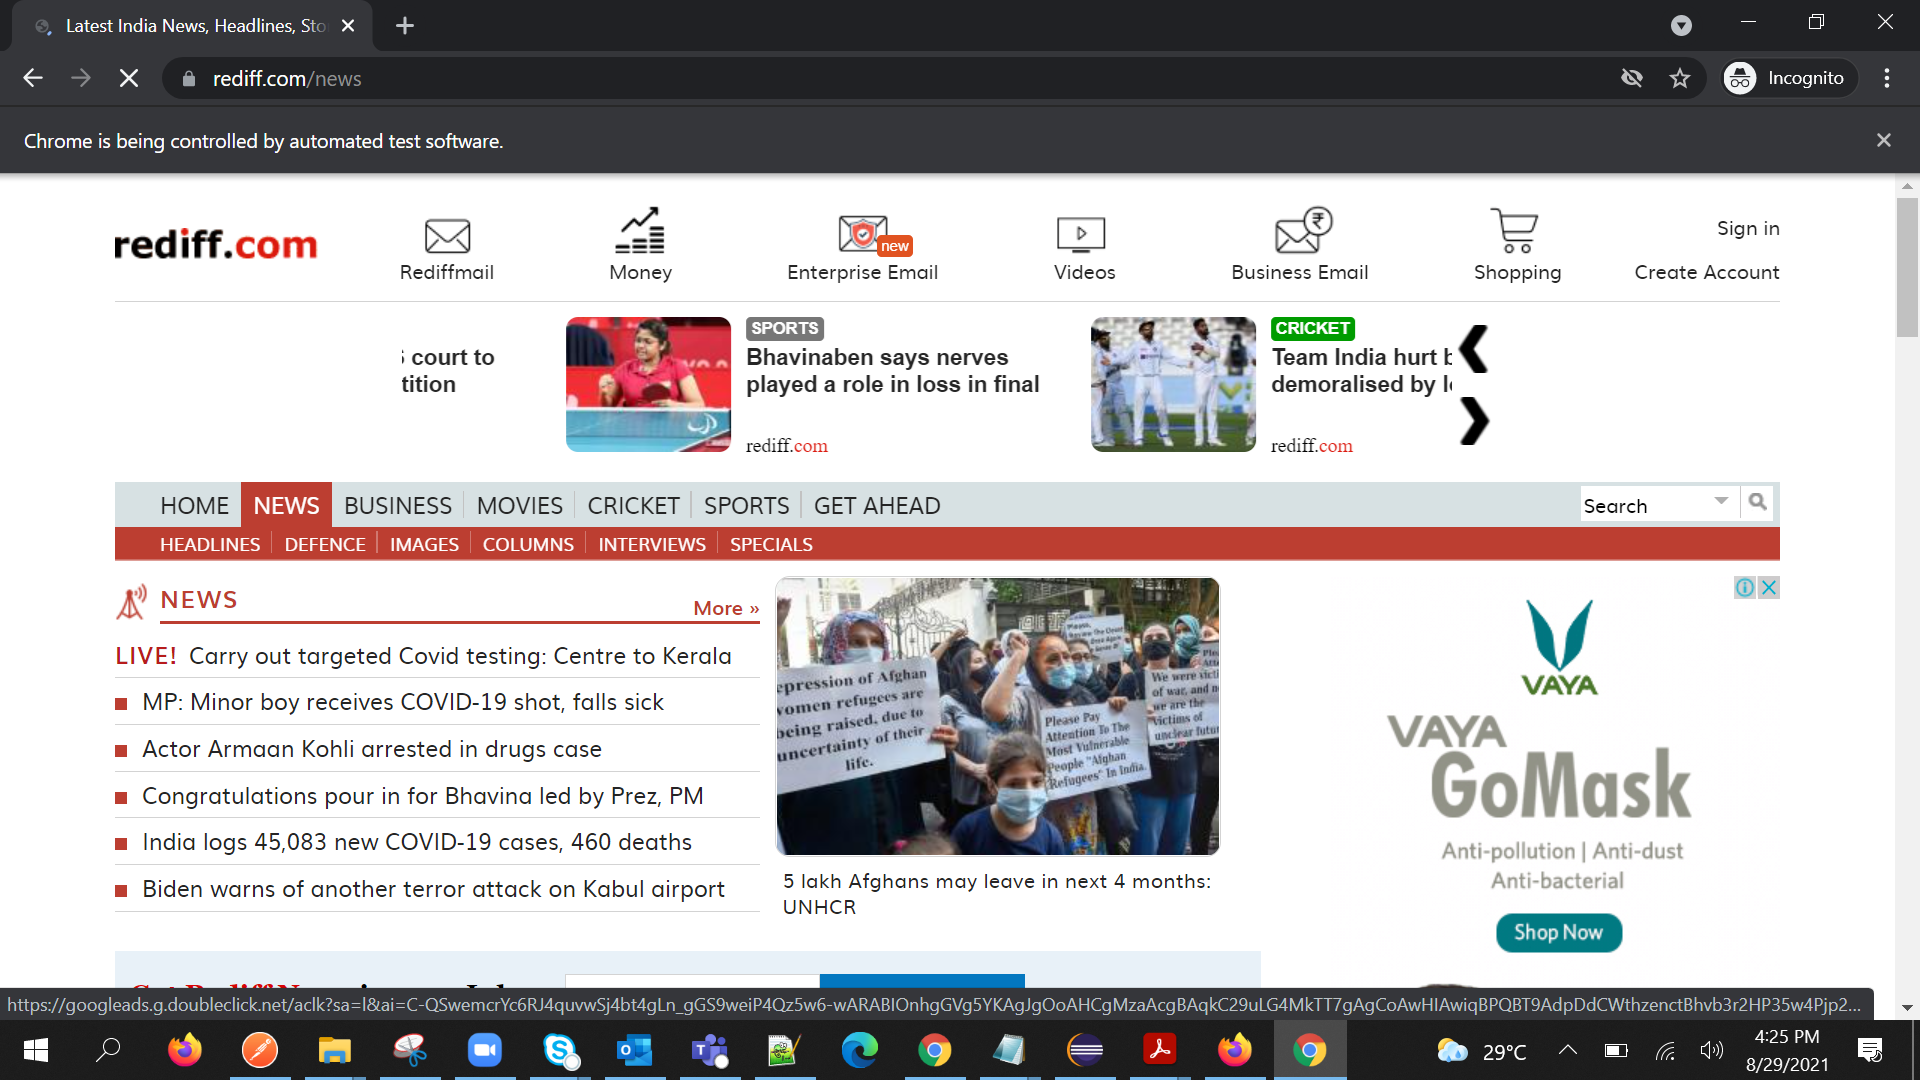 Latest India News, Headlines, Sto
rediff.com/news
Incognito
Chrome is being controlled by automated test software.
rediff.com
Rediffmail
Money
new
Enterprise Email
Videos
Business Email
Shopping
Sign in
Create Account
court to
tition
SPORTS
Bhavinaben says nerves
played a role in loss in final
rediff.com
CRICKET
Team India hurt b
demoralised by l
rediff.com
HOME NEWS BUSINESS MOVIES CRICKET SPORTS GET AHEAD
Search
HEADLINES DEFENCE IMAGES COLUMNS INTERVIEWS SPECIALS
NEWS
More »
LIVE! Carry out targeted Covid testing: Centre to Kerala
MP: Minor boy receives COVID-19 shot, falls sick
Actor Armaan Kohli arrested in drugs case
Congratulations pour in for Bhavina led by Prez, PM
India logs 45,083 new COVID-19 cases, 460 deaths
Biden warns of another terror attack on Kabul airport
epression of Afghan
women refugees are
being raised, due to
uncertainty of their
life.
Please Pay
Attention To The
Most Vulnerable
People "Afghan
Refugees" In India.
We were victi
of war, and n
we are the
victims of
unclear futur
5 lakh Afghans may leave in next 4 months:
UNHCR
VAYA
VAYA
GoMask
Anti-pollution | Anti-dust
Anti-bacterial
Shop Now
https://googleads.g.doubleclick.net/aclk?sa=l&ai=C-QSwemcrYc6RJ4quvwSj4bt4gLn_gGS9weiP4Qz5w6-wARABIOnhgGVg5YKAgJgOoAHCgMzaAcgBAqkC29uLG4MkTT7gAgCoAwHIAwiqBPQBT9AdpDdCWthzenctBhvb3r2HP35w4Pjp2...
29°C
4:25 PM
8/29/2021